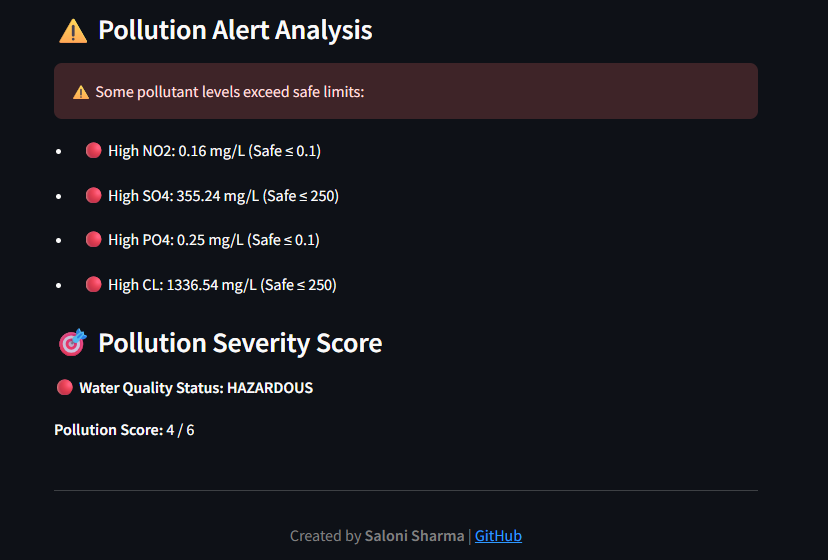 ⚠️ Pollution Alert Analysis
⚠️ Some pollutant levels exceed safe limits:
• 🔴 High NO2: 0.16 mg/L (Safe ≤ 0.1)
• 🔴 High SO4: 355.24 mg/L (Safe ≤ 250)
• 🔴 High PO4: 0.25 mg/L (Safe ≤ 0.1)
• 🔴 High CL: 1336.54 mg/L (Safe ≤ 250)
🎯 Pollution Severity Score
🔴 Water Quality Status: HAZARDOUS
Pollution Score: 4 / 6
Created by Saloni Sharma | GitHub